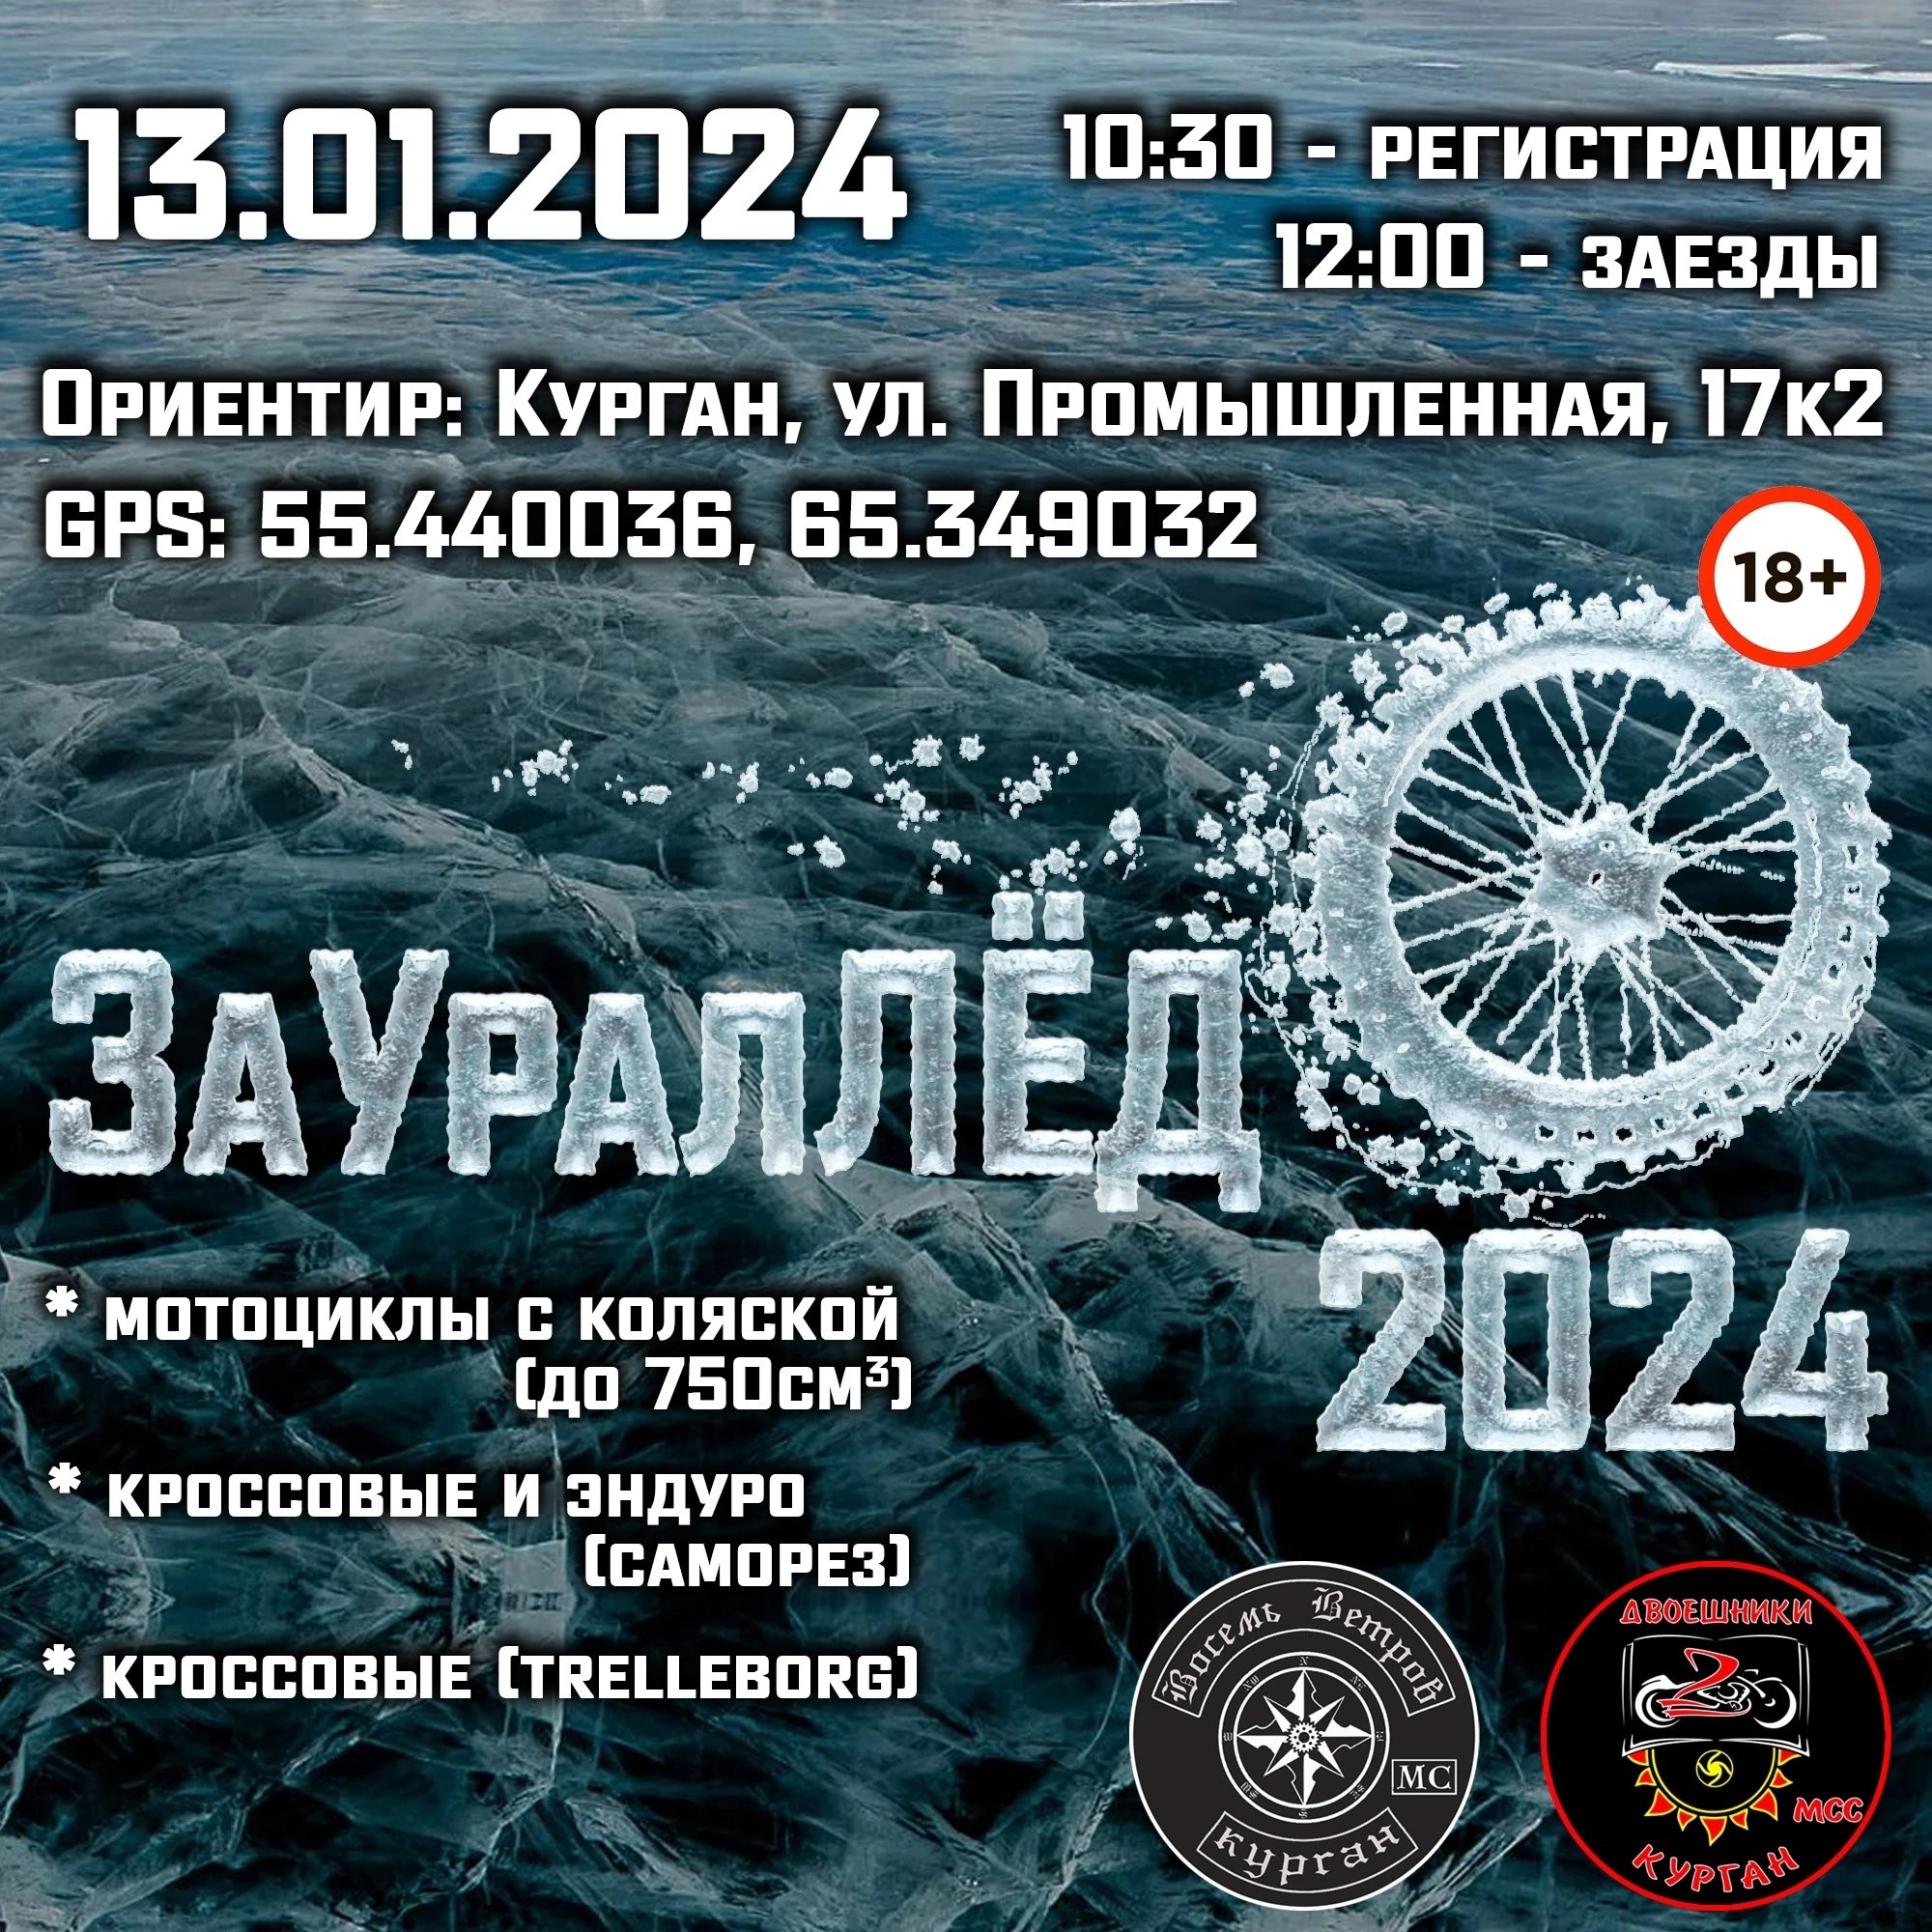 13.01.2024
10:30 - РЕГИСТРАЦИЯ
12:00 - ЗАЕЗДЫ
Ориентир: Курган, ул. Промышленная, 17к2
GPS: 55.440036, 65.349032
18+
ЗаУралЛЁД
2024
* МОТОЦИКЛЫ С КОЛЯСКОЙ
(ДО 750СМ³)
* КРОССОВЫЕ И ЭНДУРО
(САМОРЕЗ)
* КРОССОВЫЕ (TRELLEBORG)
Восемь Ветров
МС
Курган
ДВОЕШНИКИ
2
МСС
КУРГАН